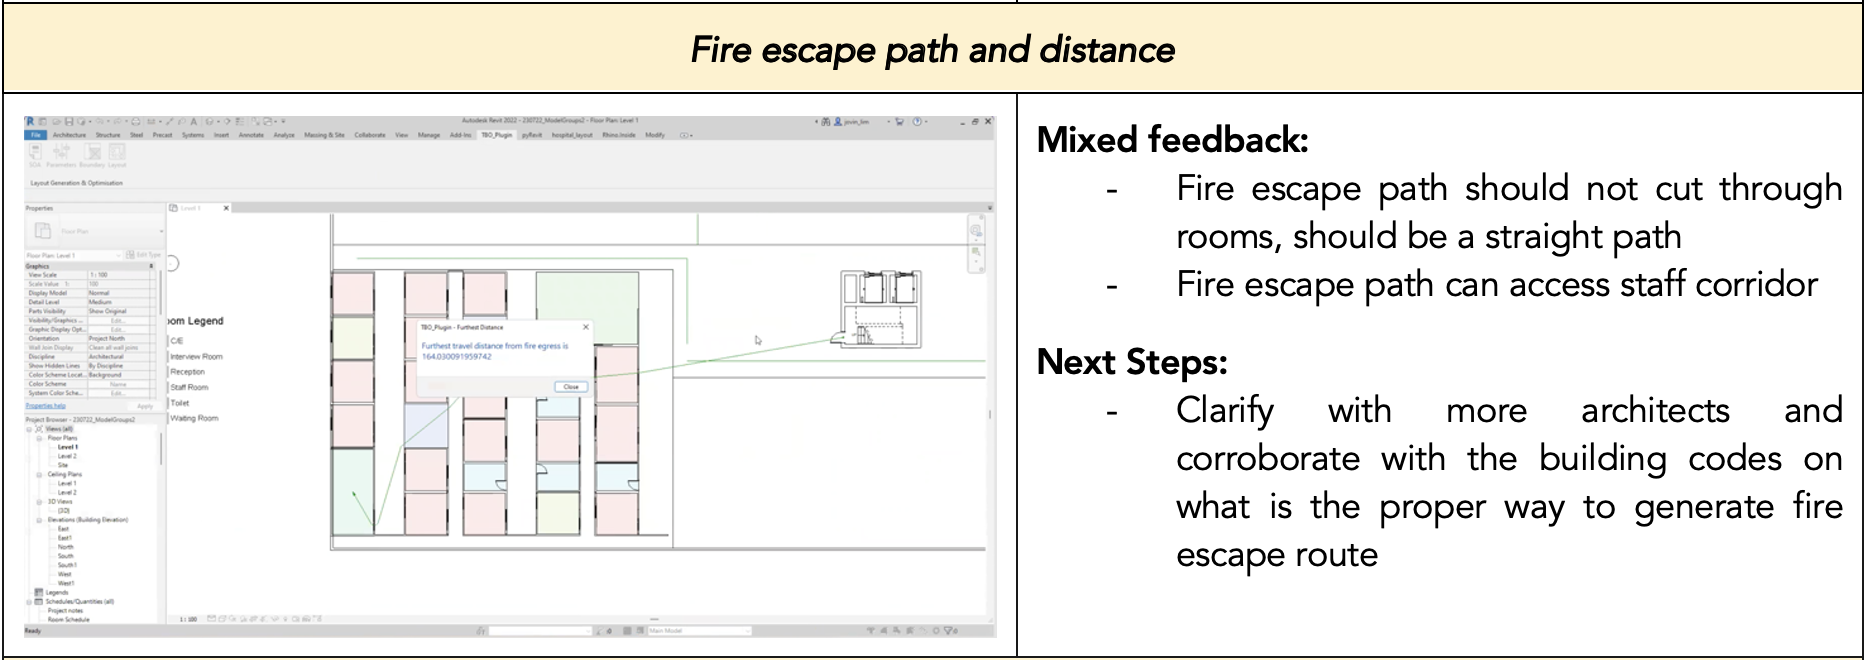 Fire escape path and distance
Autodesk Revit 2022 - 230722_ModelGroups2 - Floor Plan: Level 1
jovin_lim
File Architecture Structure Steel Precast Systems Insert Annotate Analyze Massing & Site Collaborate View Manage Add-Ins TBO_Plugin pyRevit hospital_layout Rhino.Inside Modify
SOA Parameters Boundary Layout
Layout Generation & Optimisation
Properties
Level 1
Floor Plan
Floor Plan: Level 1
Edit Type
Graphics
View Scale 1 : 100
Scale Value 1: 100
Display Model Normal
Detail Level Medium
Parts Visibility Show Original
Visibility/Graphics ... Edit...
Graphic Display Opt... Edit...
Orientation Project North
Wall Join Display Clean all wall joins
Discipline Architectural
Show Hidden Lines By Discipline
Color Scheme Locat... Background
Color Scheme Name
System Color Sche... Edit...
Properties help
Apply
Project Browser - 230722_ModelGroups2
Views (all)
Floor Plans
Level 1
Level 2
Site
Ceiling Plans
Level 1
Level 2
3D Views
{3D}
Elevations (Building Elevation)
East
East1
North
South
South1
West
West1
Legends
Schedules/Quantities (all)
Project notes
Room Schedule
Ready
oom Legend
C/E
Interview Room
Reception
Staff Room
Toilet
Waiting Room
TBO_Plugin - Furthest Distance
Furthest travel distance from fire egress is
164.030091959742
Close
1 : 100
Main Model
Mixed feedback:
- Fire escape path should not cut through
rooms, should be a straight path
- Fire escape path can access staff corridor
Next Steps:
- Clarify with more architects and
corroborate with the building codes on
what is the proper way to generate fire
escape route